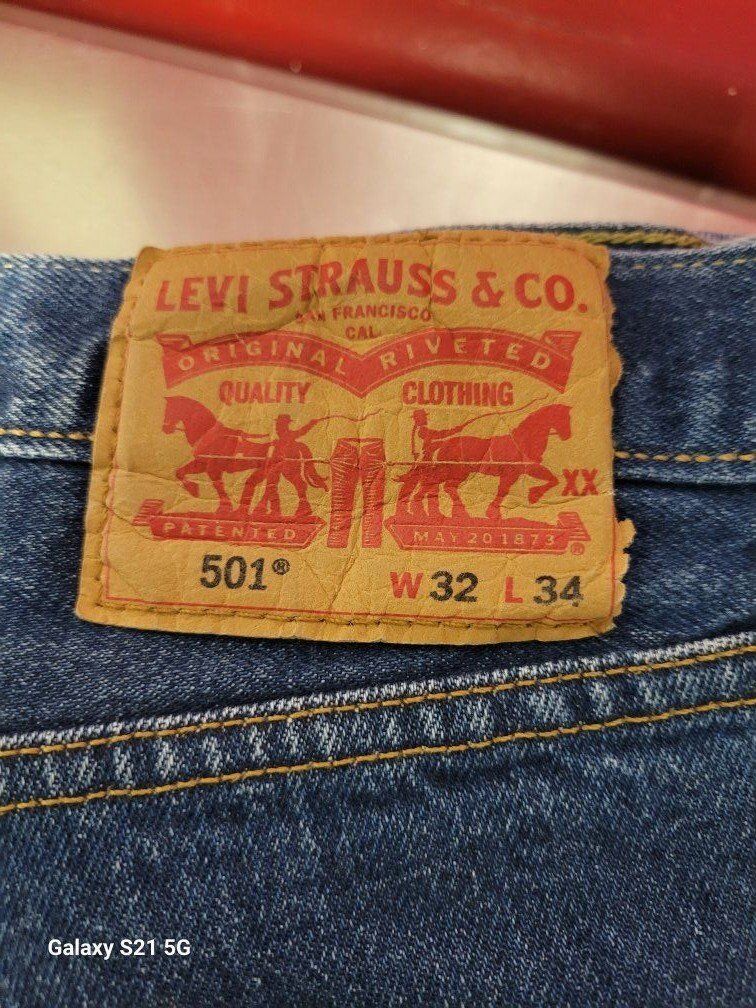 LEVI STRAUSS & CO.
SAN FRANCISCO
CAL.
ORIGINAL RIVETED
QUALITY CLOTHING
XX
PATENTED MAY 20 1873 ®
501® W 32 L 34
Galaxy S21 5G